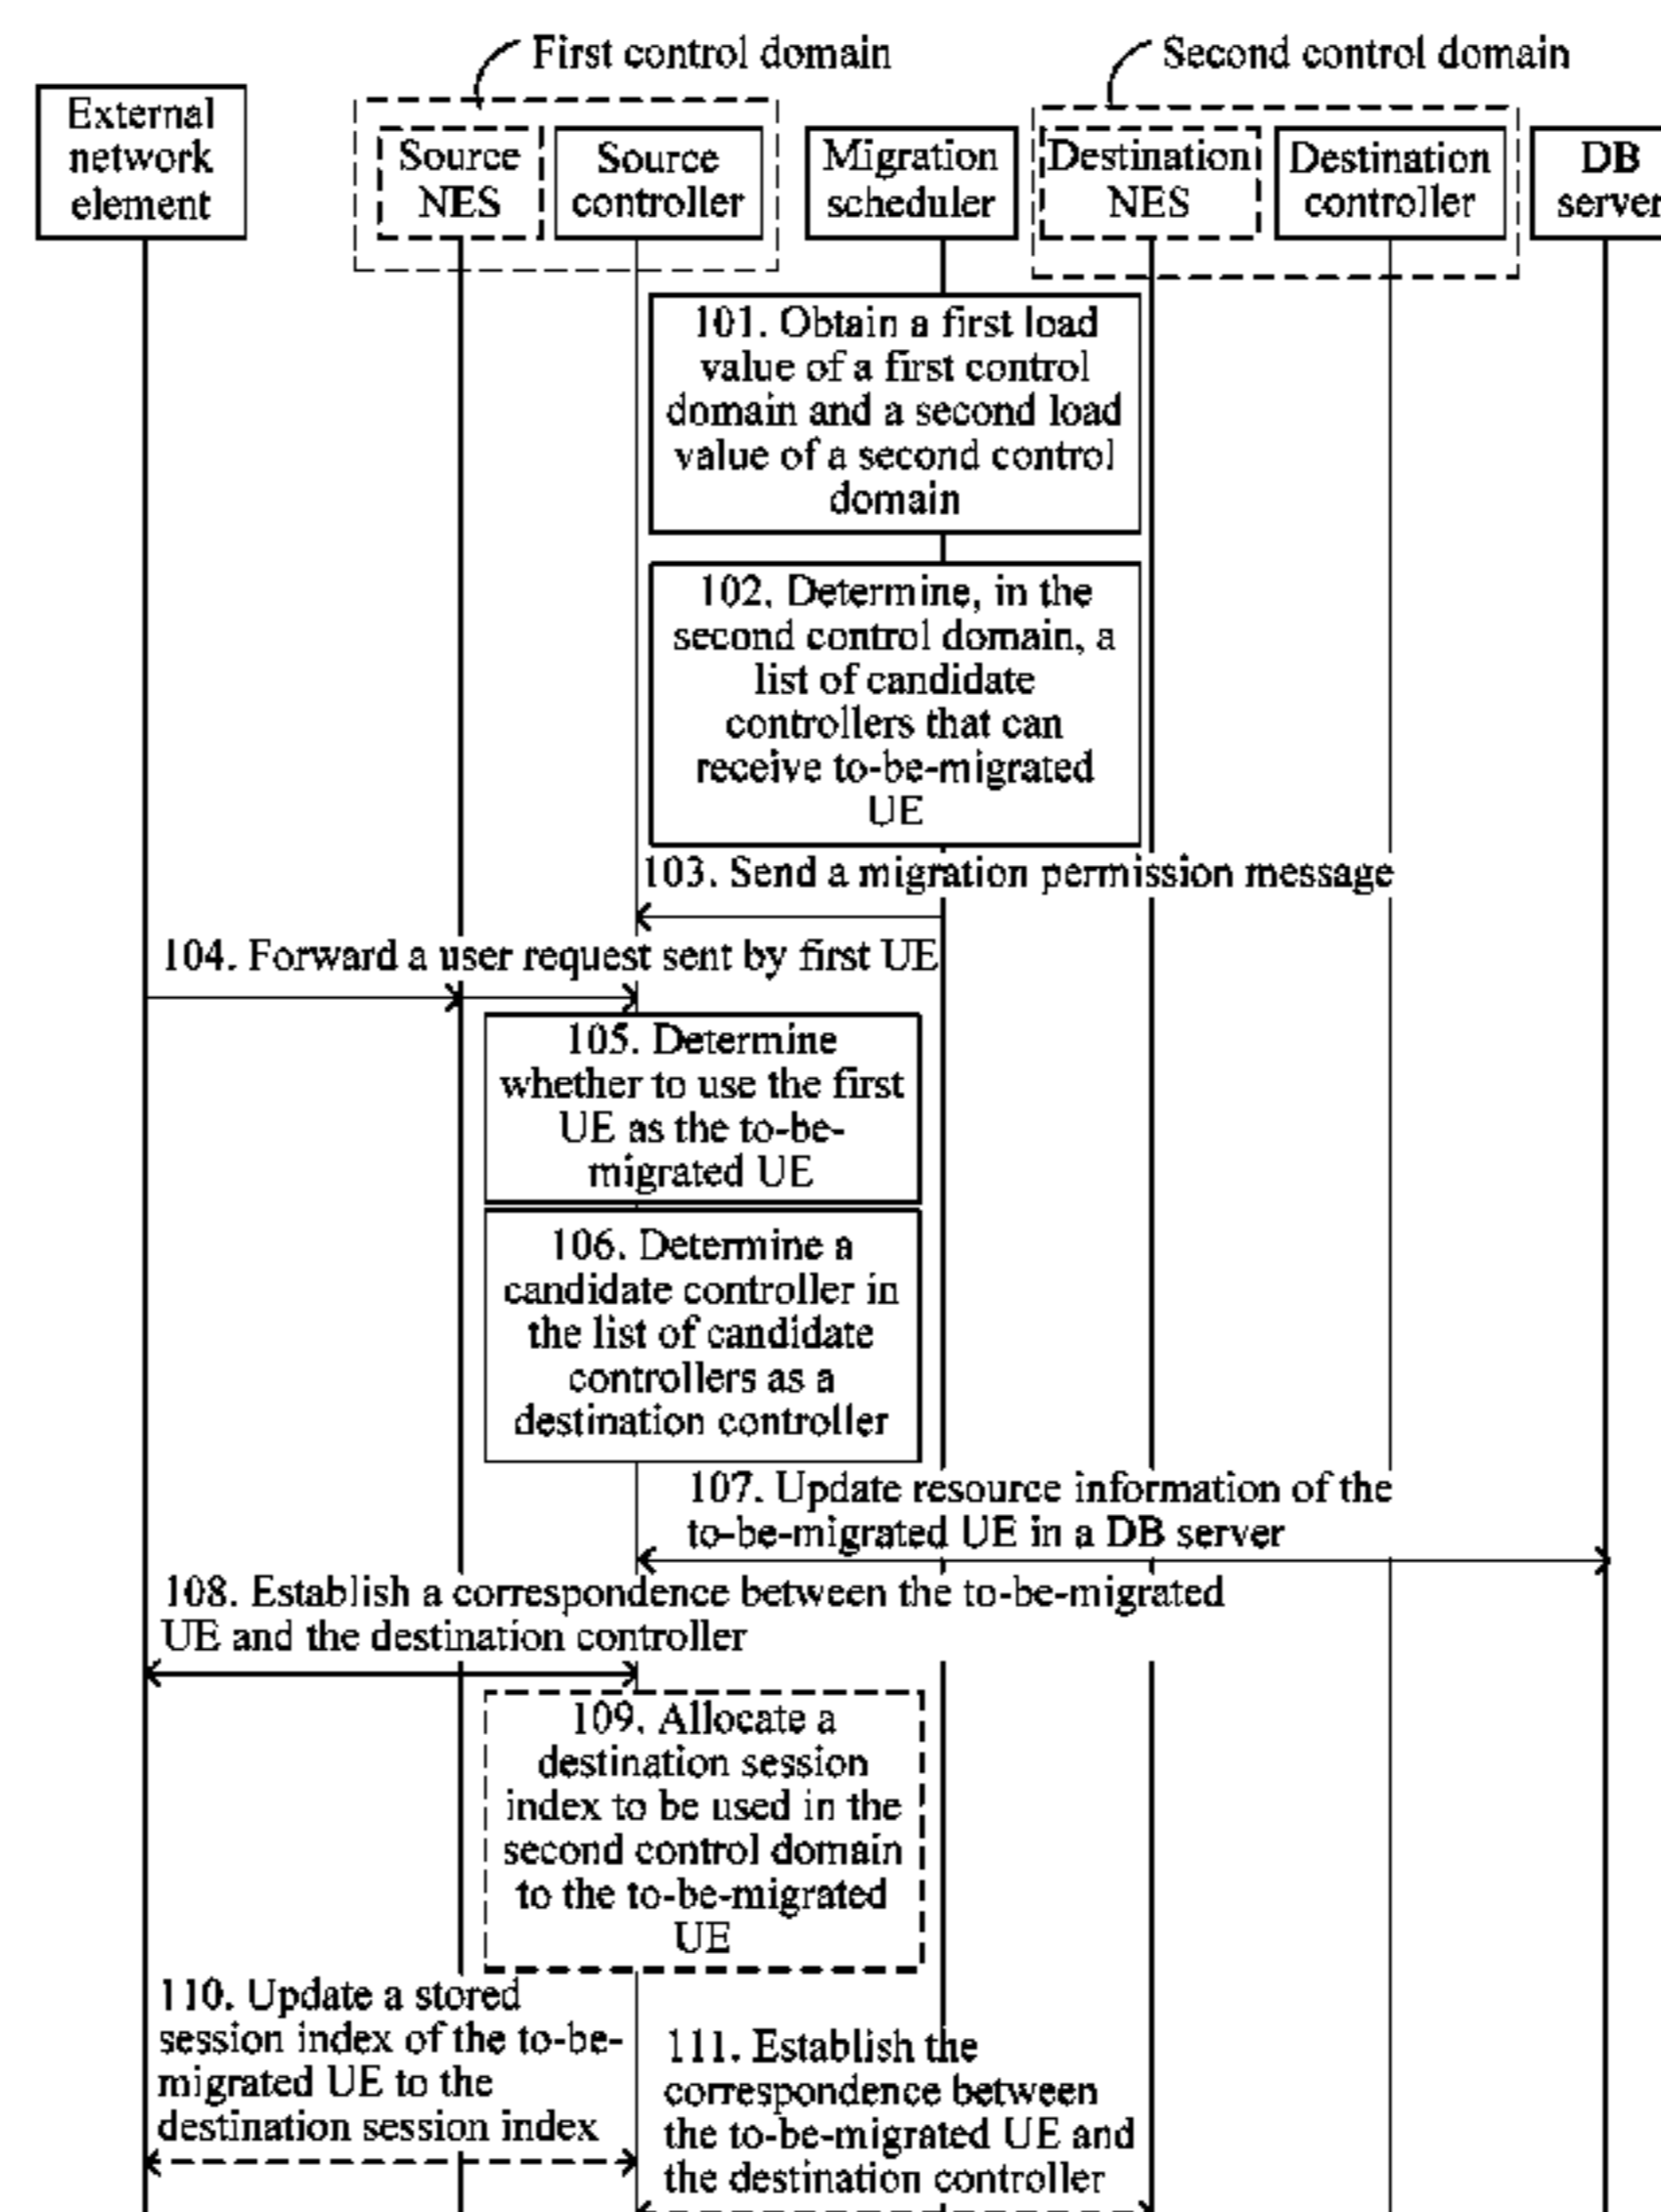 First control domain
Second control domain
External
network
element
Source
NES
Source
controller
Migration
scheduler
Destination
NES
Destination
controller
DB
server
101. Obtain a first load
value of a first control
domain and a second load
value of a second control
domain
102. Determine, in the
second control domain, a
list of candidate
controllers that can
receive to-be-migrated
UE
103. Send a migration permission message
104. Forward a user request sent by first UE
105. Determine
whether to use the first
UE as the to-be-
migrated UE
106. Determine a
candidate controller in
the list of candidate
controllers as a
destination controller
107. Update resource information of the
to-be-migrated UE in a DB server
108. Establish a correspondence between the to-be-migrated
UE and the destination controller
109. Allocate a
destination session
index to be used in the
second control domain
to the to-be-migrated
UE
110. Update a stored
session index of the to-be-
migrated UE to the
destination session index
111. Establish the
correspondence between
the to-be-migrated UE and
the destination controller